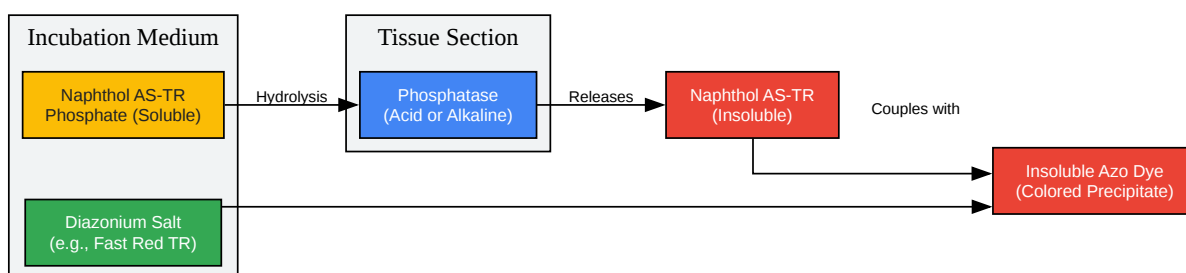 Incubation Medium
Tissue Section
Naphthol AS-TR
Phosphate (Soluble)
Hydrolysis
Phosphatase
(Acid or Alkaline)
Releases
Naphthol AS-TR
(Insoluble)
Couples with
Insoluble Azo Dye
(Colored Precipitate)
Diazonium Salt
(e.g., Fast Red TR)